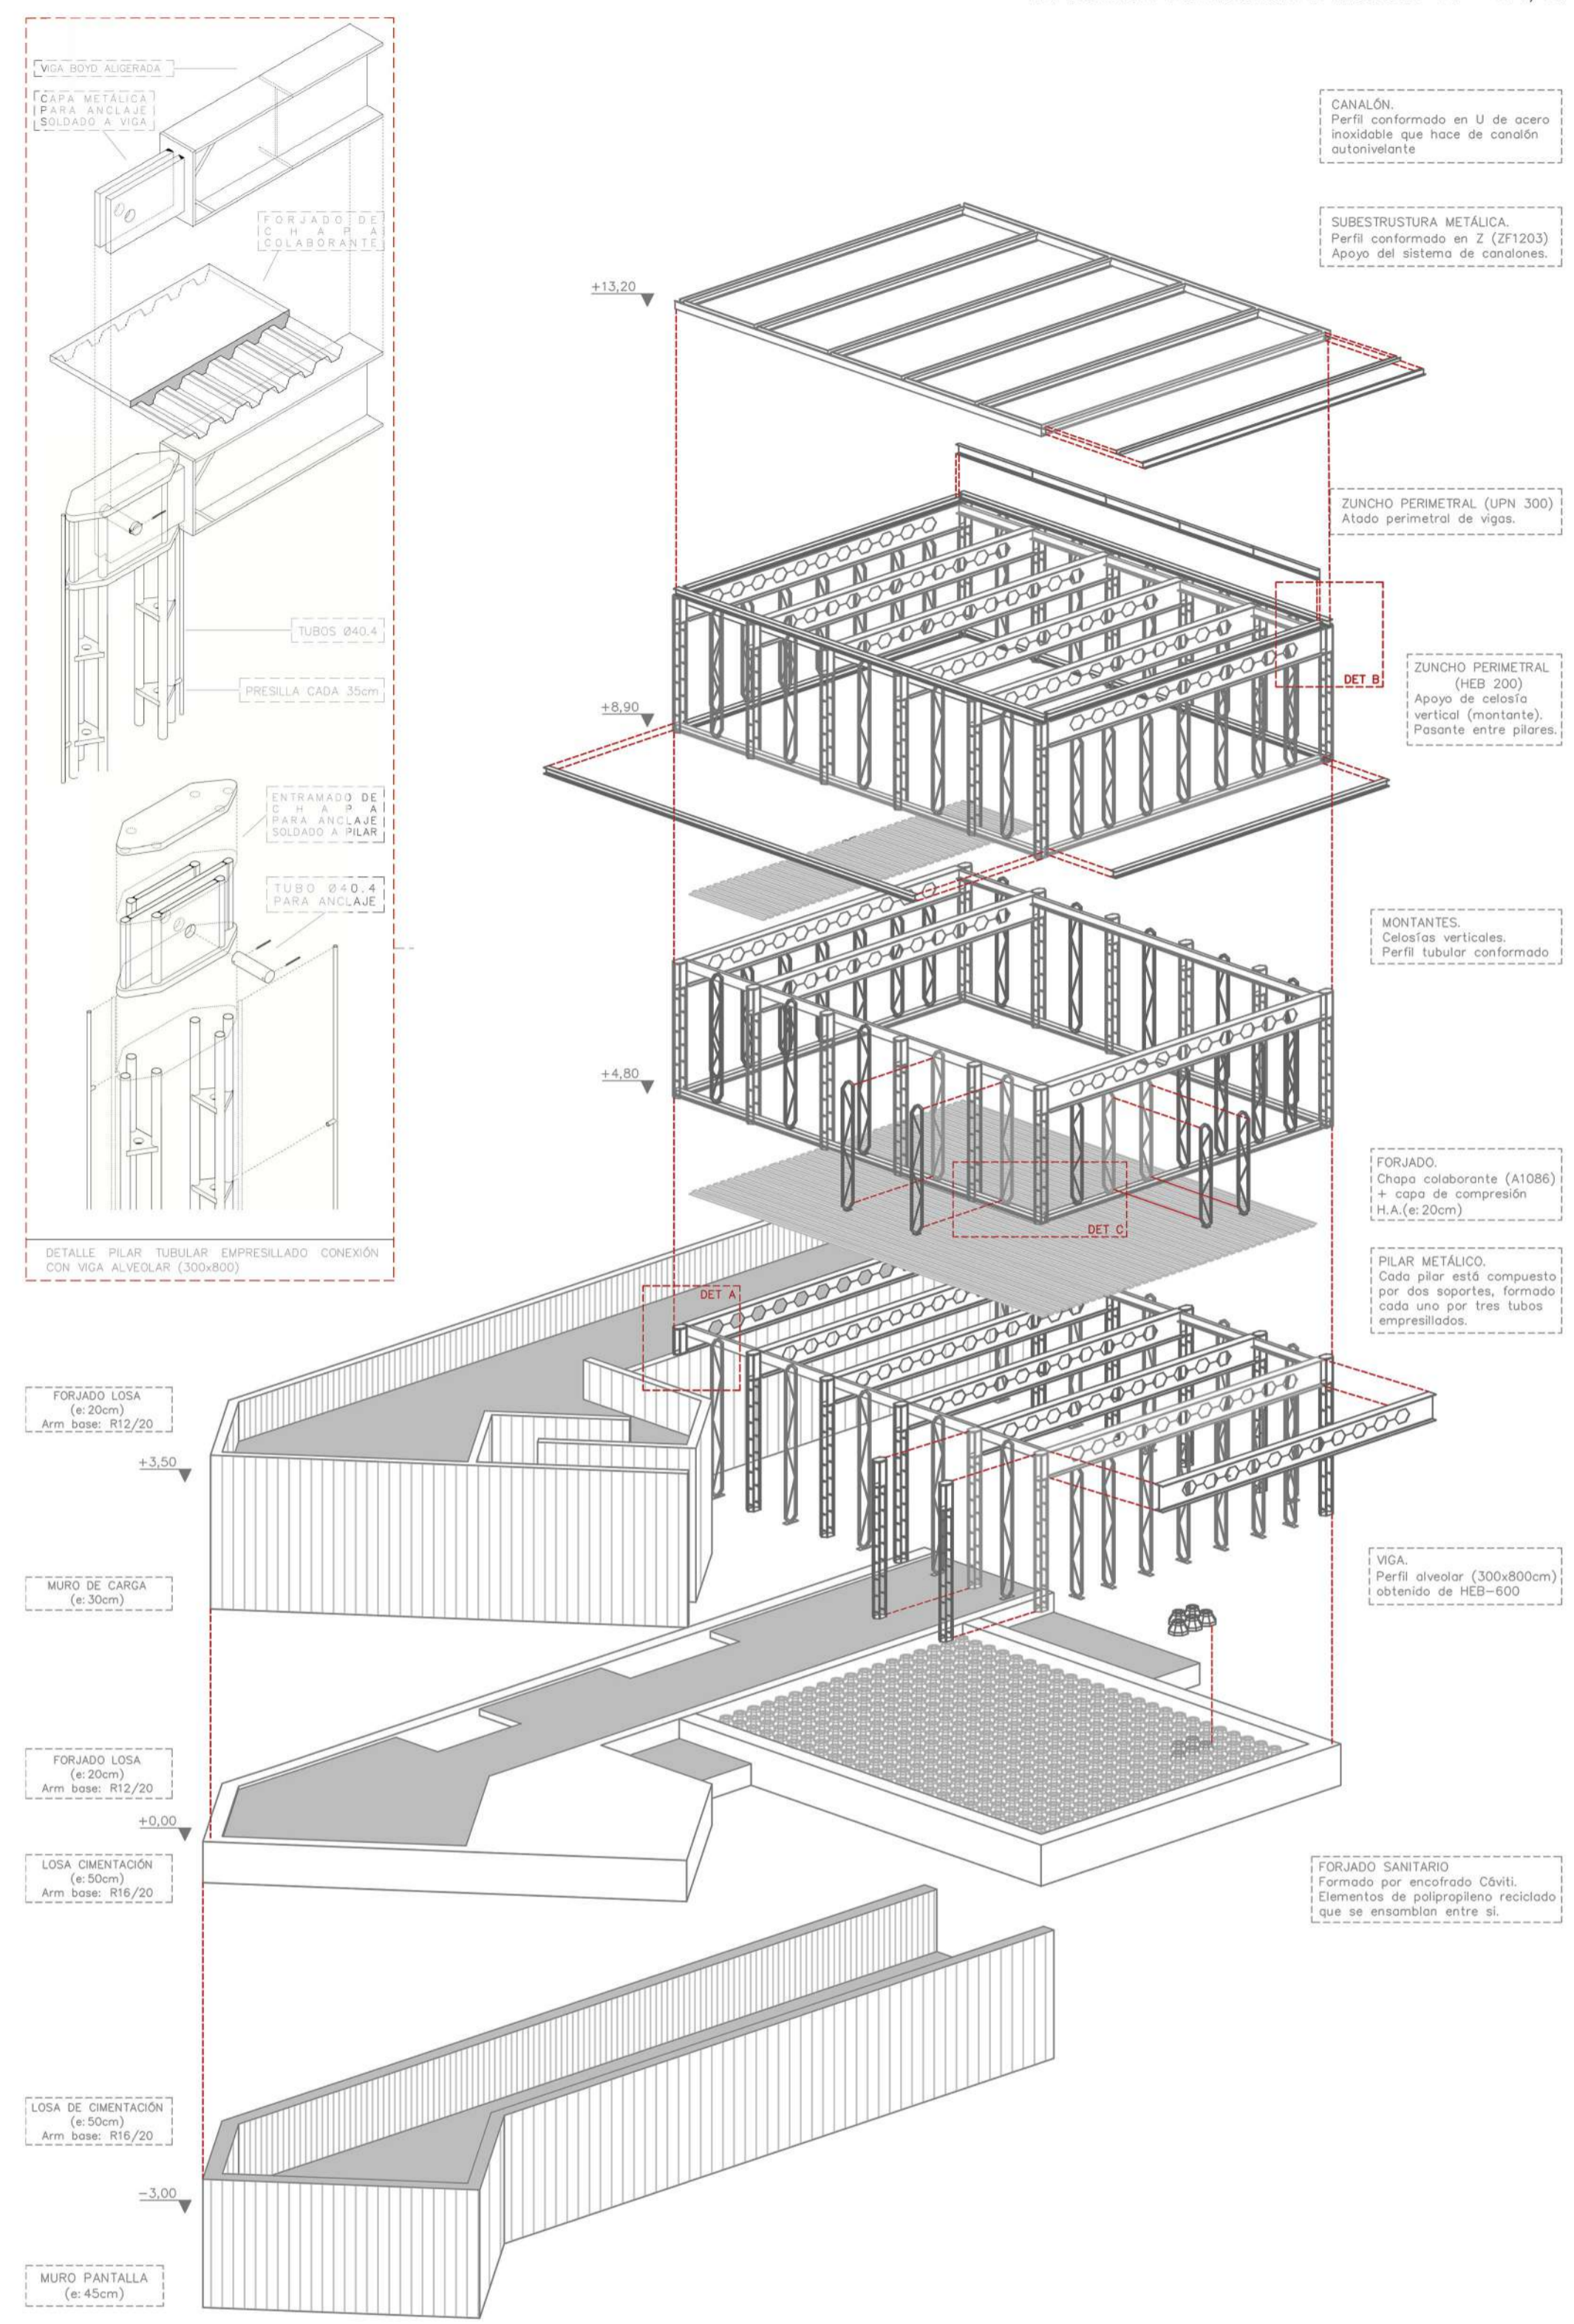 VIGA BOYD ALIGERADA
CAPA METÁLICA
PARA ANCLAJE
SOLDADO A VIGA
FORJADO DE
CHAPA
COLABORANTE
TUBOS Ø40.4
PRESILLA CADA 35cm
ENTRAMADO DE
CHAPA
PARA ANCLAJE
SOLDADO A PILAR
TUBO Ø40.4
PARA ANCLAJE
DETALLE PILAR TUBULAR EMPRESILLADO CONEXIÓN
CON VIGA ALVEOLAR (300x800)
CANALÓN.
Perfil conformado en U de acero
inoxidable que hace de canalón
autonivelante
SUBESTRUSTURA METÁLICA.
Perfil conformado en Z (ZF1203)
Apoyo del sistema de canalones.
+13,20
ZUNCHO PERIMETRAL (UPN 300)
Atado perimetral de vigas.
DET B
ZUNCHO PERIMETRAL
(HEB 200)
Apoyo de celosía
vertical (montante).
Pasante entre pilares.
+8,90
MONTANTES.
Celosías verticales.
Perfil tubular conformado
+4,80
FORJADO.
Chapa colaborante (A1086)
+ capa de compresión
H.A.(e: 20cm)
DET C
PILAR METÁLICO.
Cada pilar está compuesto
por dos soportes, formado
cada uno por tres tubos
empresillados.
DET A
FORJADO LOSA
(e: 20cm)
Arm base: R12/20
+3,50
VIGA.
Perfil alveolar (300x800cm)
obtenido de HEB-600
MURO DE CARGA
(e: 30cm)
FORJADO LOSA
(e: 20cm)
Arm base: R12/20
+0,00
LOSA CIMENTACIÓN
(e: 50cm)
Arm base: R16/20
FORJADO SANITARIO
Formado por encofrado Cáviti.
Elementos de polipropileno reciclado
que se ensamblan entre si.
LOSA DE CIMENTACIÓN
(e: 50cm)
Arm base: R16/20
-3,00
MURO PANTALLA
(e: 45cm)